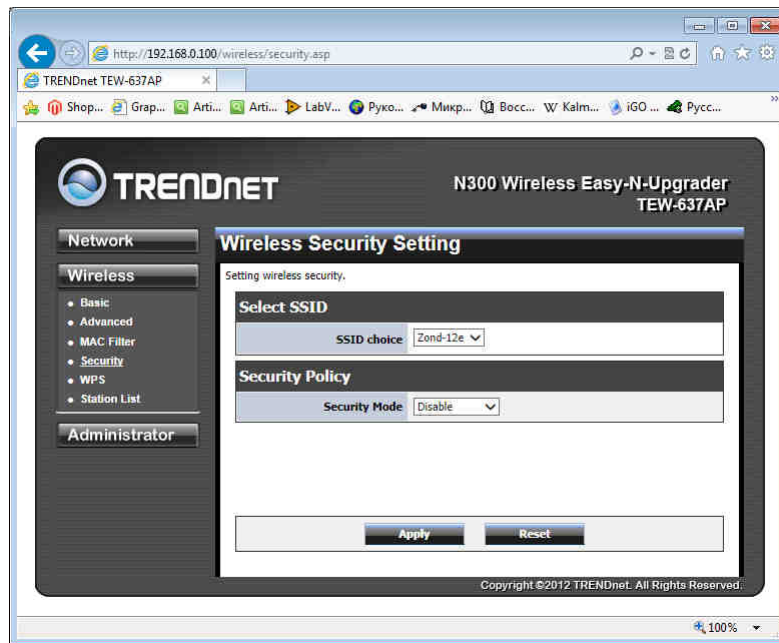 http://192.168.0.100/wireless/security.asp
TRENDnet TEW-637AP
Shop... Grap... Arti... Arti... LabV... Руко... Микр... Восс... Kalm... iGO ... Русс...
TRENDNET
N300 Wireless Easy-N-Upgrader
TEW-637AP
Network
Wireless
Basic
Advanced
MAC Filter
Security
WPS
Station List
Administrator
Wireless Security Setting
Setting wireless security.
Select SSID
SSID choice Zond-12e
Security Policy
Security Mode Disable
Apply Reset
Copyright ©2012 TRENDnet. All Rights Reserved.
100%